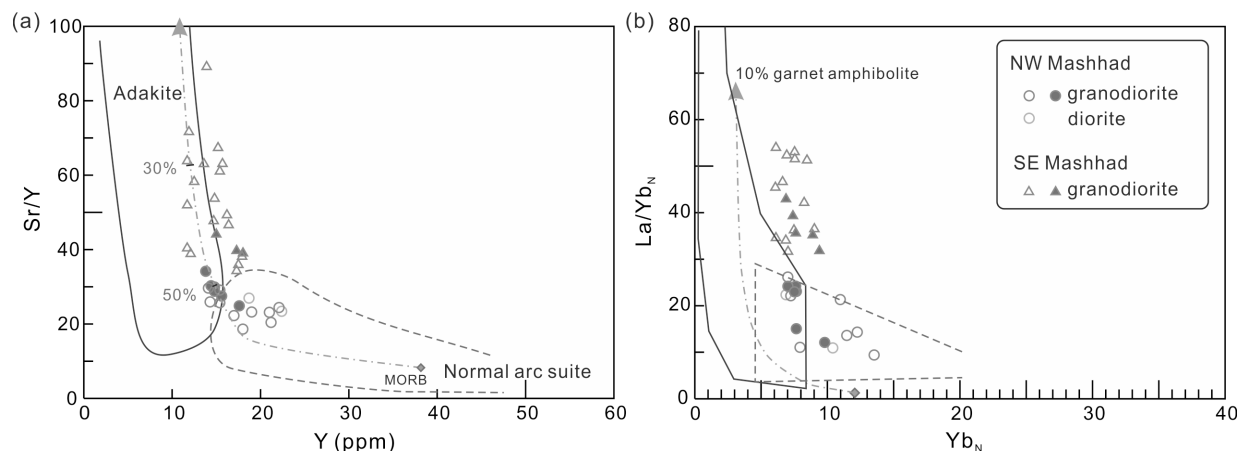 (a)
100
80
60
40
20
0
Sr/Y
Adakite
30%
50%
MORB
Normal arc suite
0 10 20 30 40 50 60
Y (ppm)
(b)
80
60
40
20
0
La/Yb_N
10% garnet amphibolite
NW Mashhad
granodiorite
diorite
SE Mashhad
granodiorite
0 10 20 30 40
Yb_N